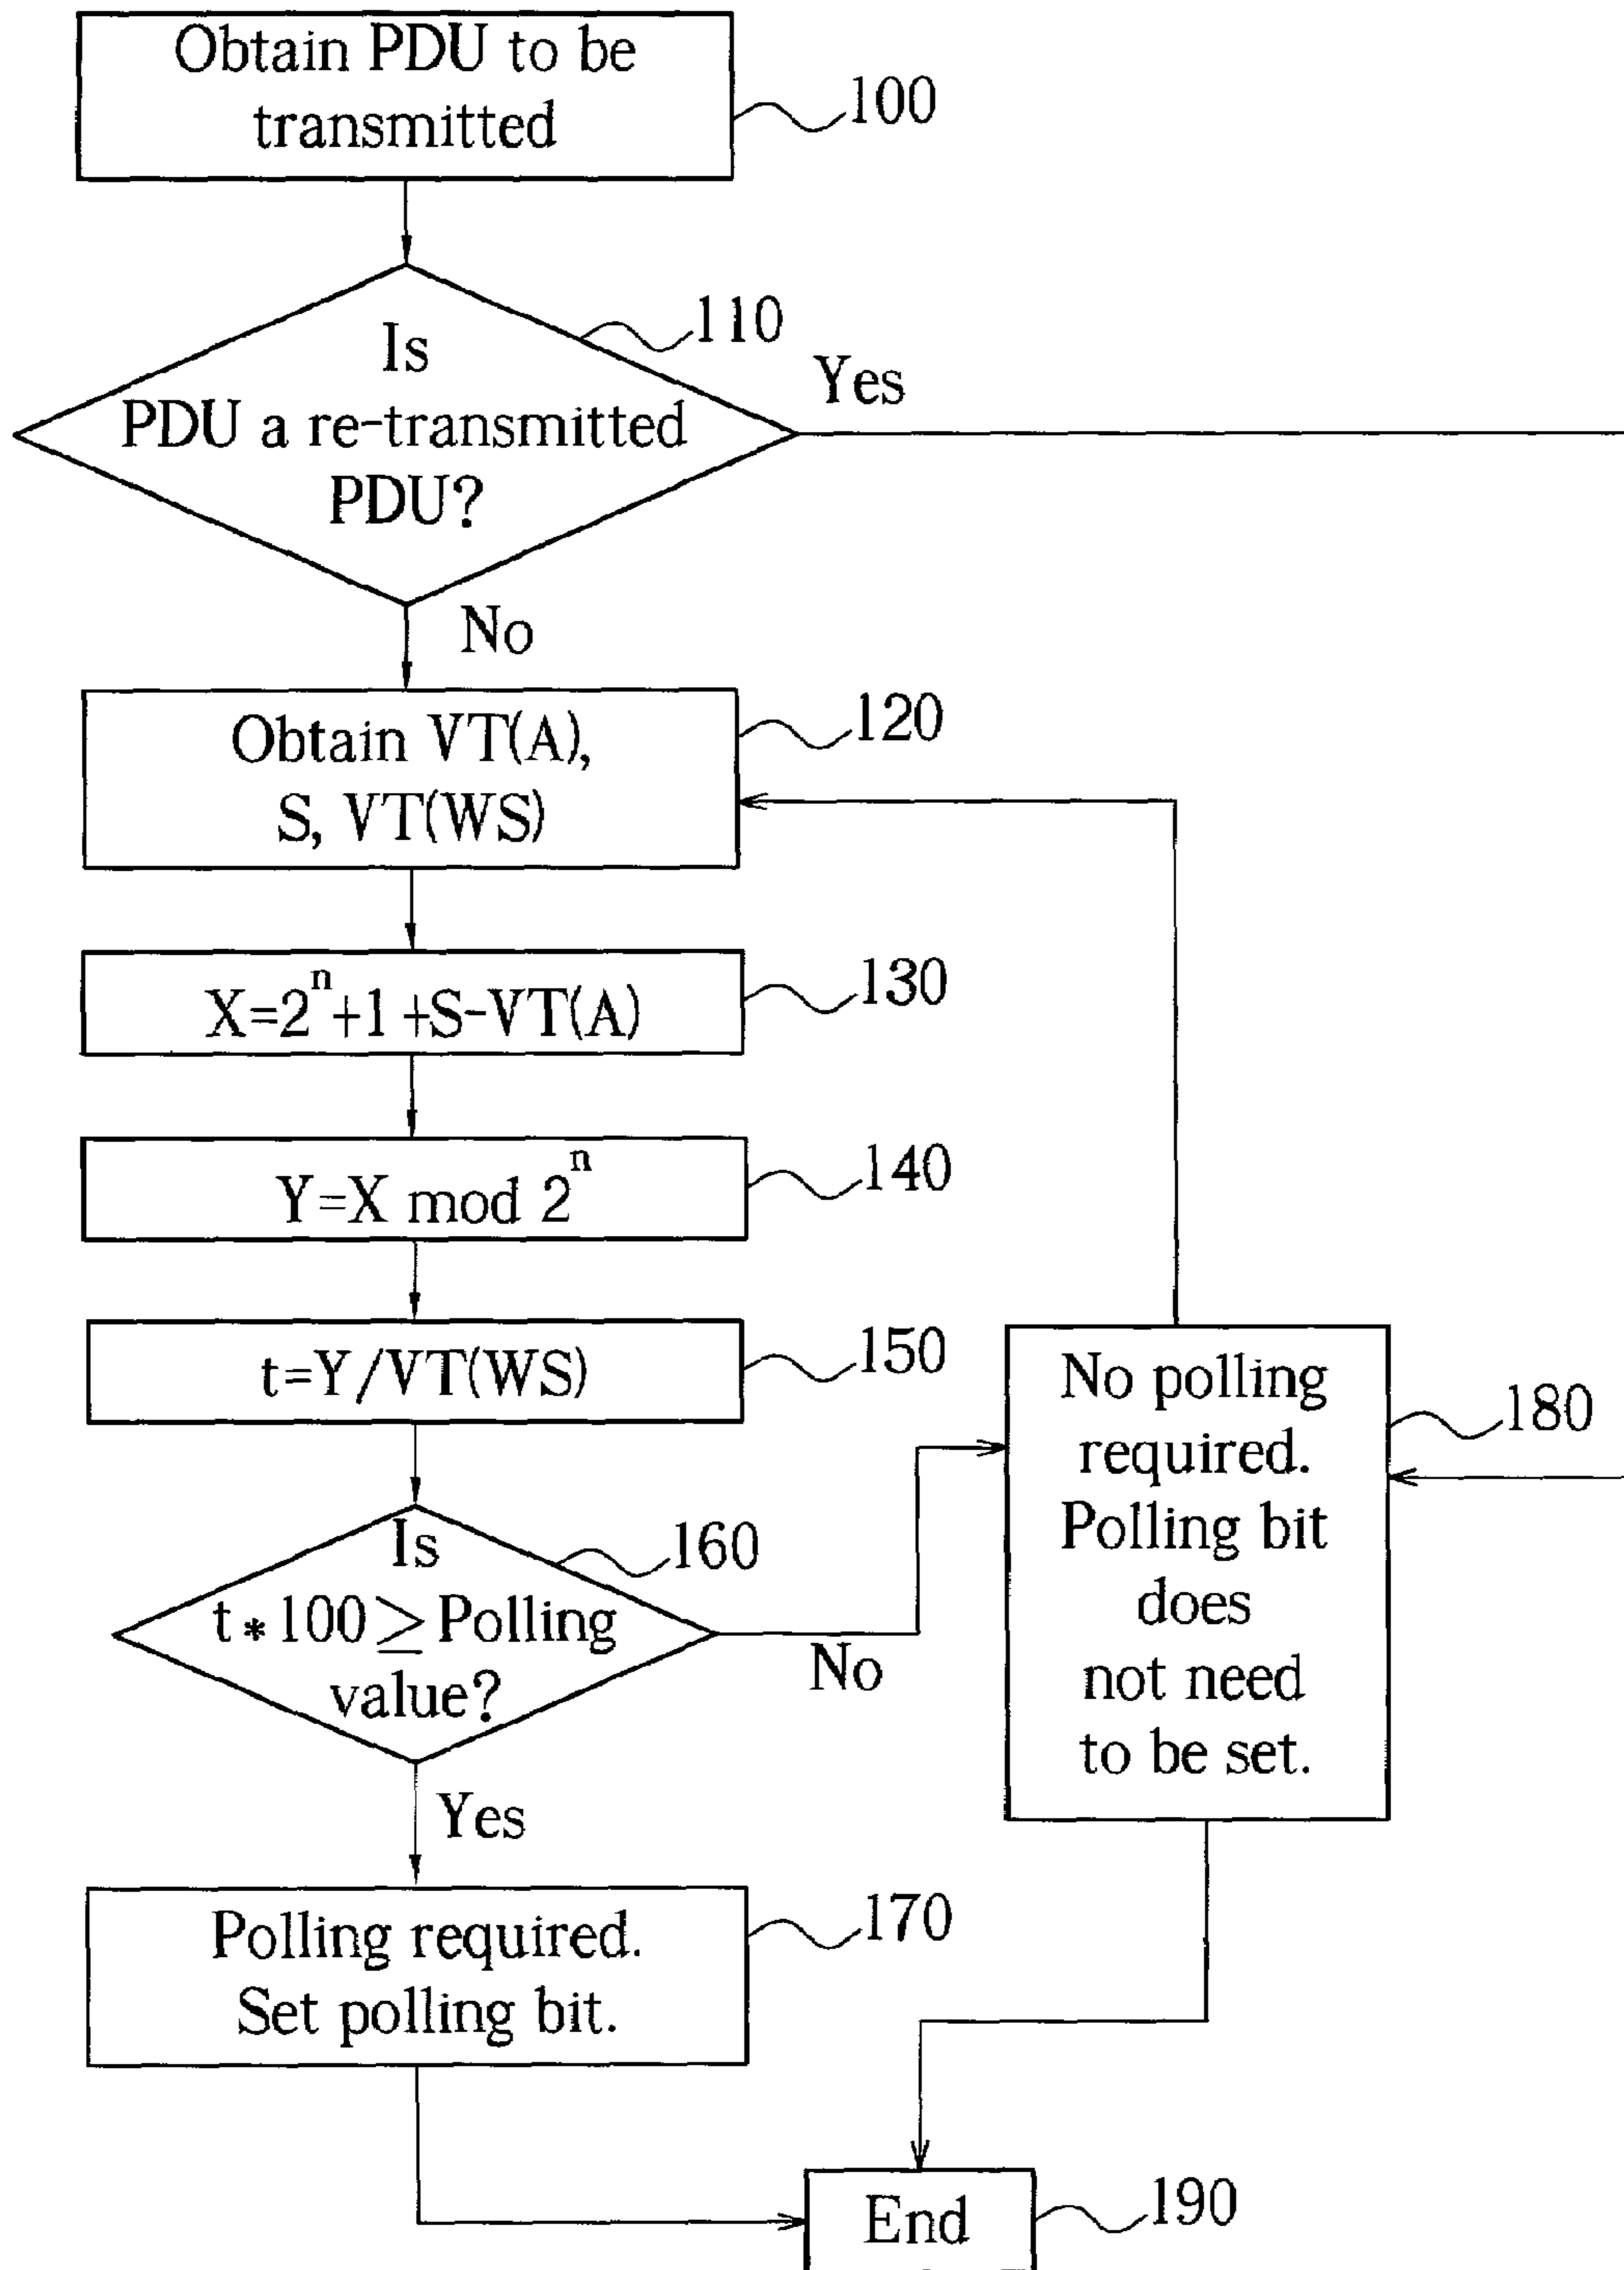 Obtain PDU to be
transmitted
100
Is
PDU a re-transmitted
PDU?
110
Yes
No
Obtain VT(A),
S, VT(WS)
120
X=2ⁿ+1+S-VT(A)
130
Y=X mod 2ⁿ
140
t=Y/VT(WS)
150
Is
t*100≥Polling
value?
160
No
Yes
No polling
required.
Polling bit
does
not need
to be set.
180
Polling required.
Set polling bit.
170
End
190